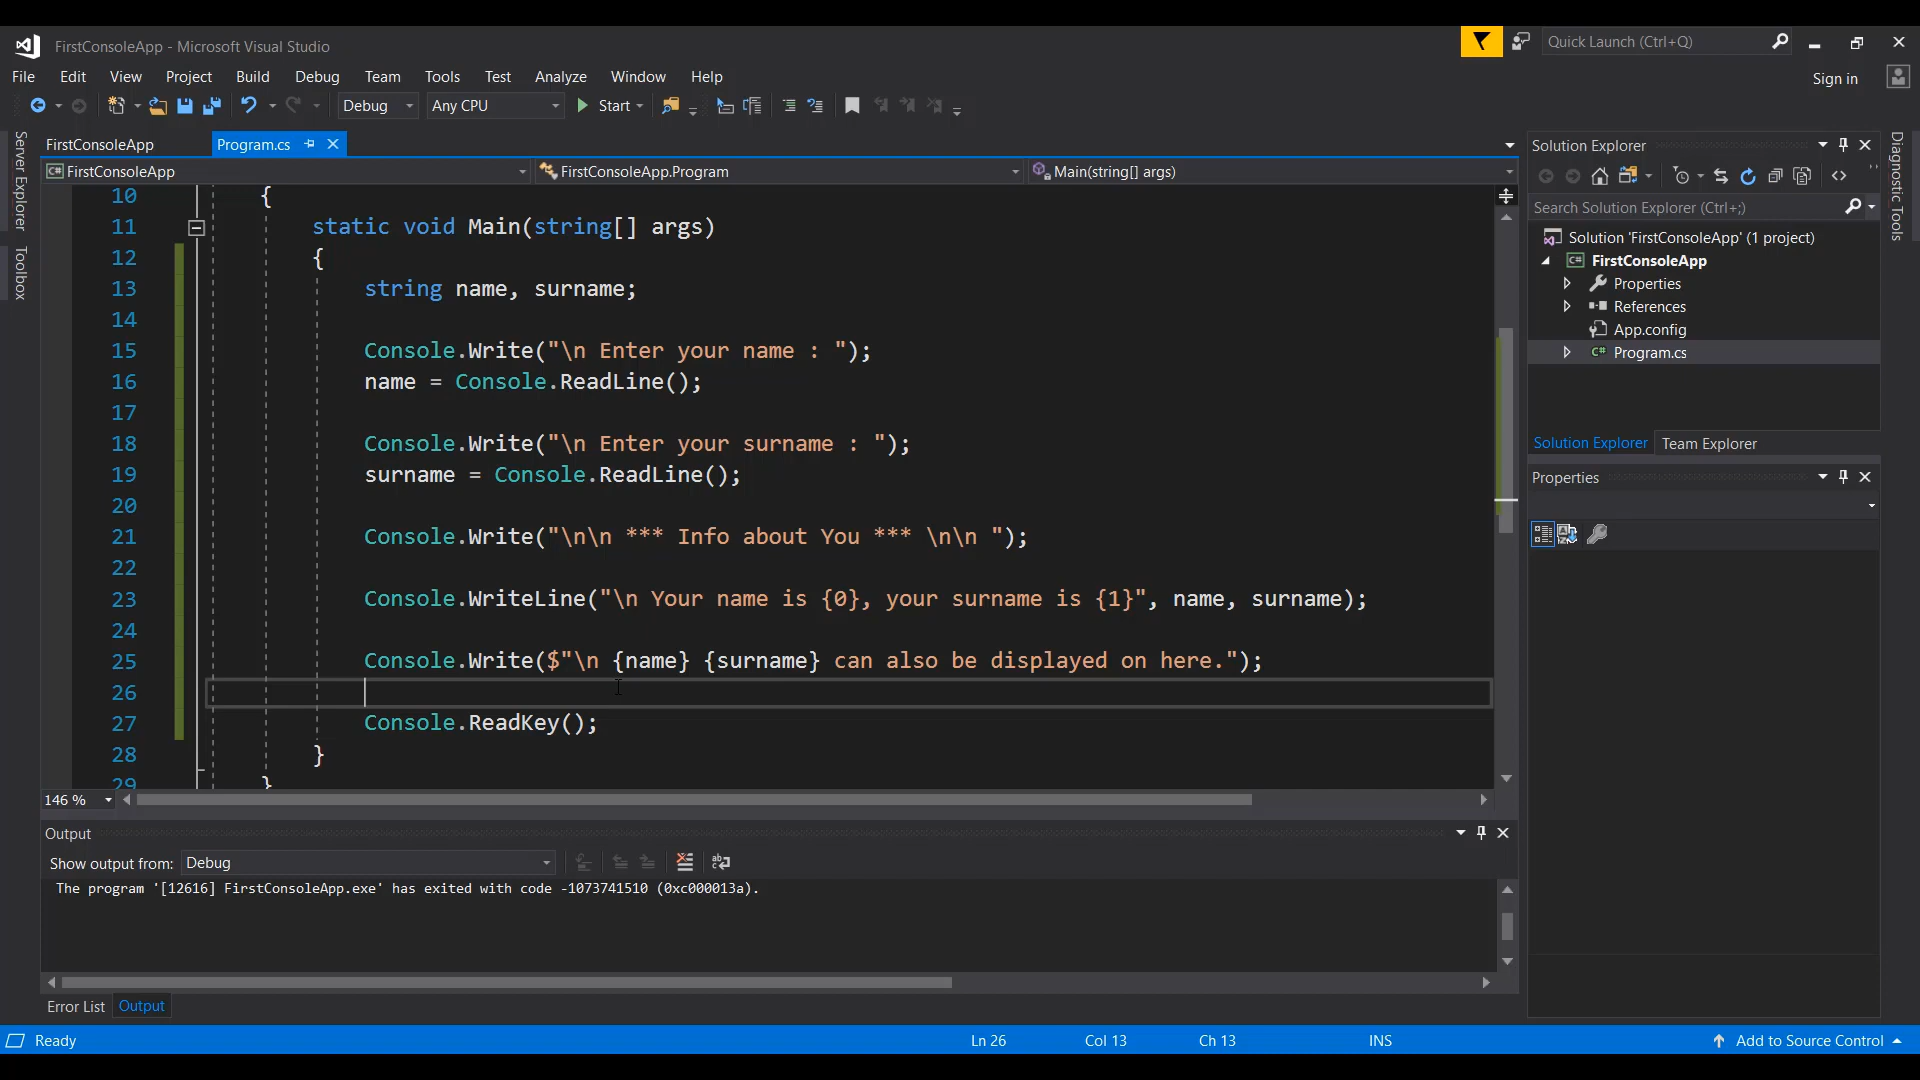 FirstConsoleApp - Microsoft Visual Studio
Quick Launch (Ctrl+Q)
File Edit View Project Build Debug Team Tools Test Analyze Window Help
Sign in
Debug Any CPU Start
Server Explorer
Toolbox
FirstConsoleApp Program.cs
FirstConsoleApp FirstConsoleApp.Program Main(string[] args)
10 {
11 static void Main(string[] args)
12 {
13 string name, surname;
14
15 Console.Write("\n Enter your name : ");
16 name = Console.ReadLine();
17
18 Console.Write("\n Enter your surname : ");
19 surname = Console.ReadLine();
20
21 Console.Write("\n\n *** Info about You *** \n\n ");
22
23 Console.WriteLine("\n Your name is {0}, your surname is {1}", name, surname);
24
25 Console.Write($"\n {name} {surname} can also be displayed on here.");
26
27 Console.ReadKey();
28 }
29 }
146 %
Output
Show output from: Debug
The program '[12616] FirstConsoleApp.exe' has exited with code -1073741510 (0xc000013a).
Error List Output
Solution Explorer
Search Solution Explorer (Ctrl+;)
Solution 'FirstConsoleApp' (1 project)
C# FirstConsoleApp
Properties
References
App.config
C# Program.cs
Solution Explorer Team Explorer
Properties
Diagnostic Tools
Ready Ln 26 Col 13 Ch 13 INS Add to Source Control